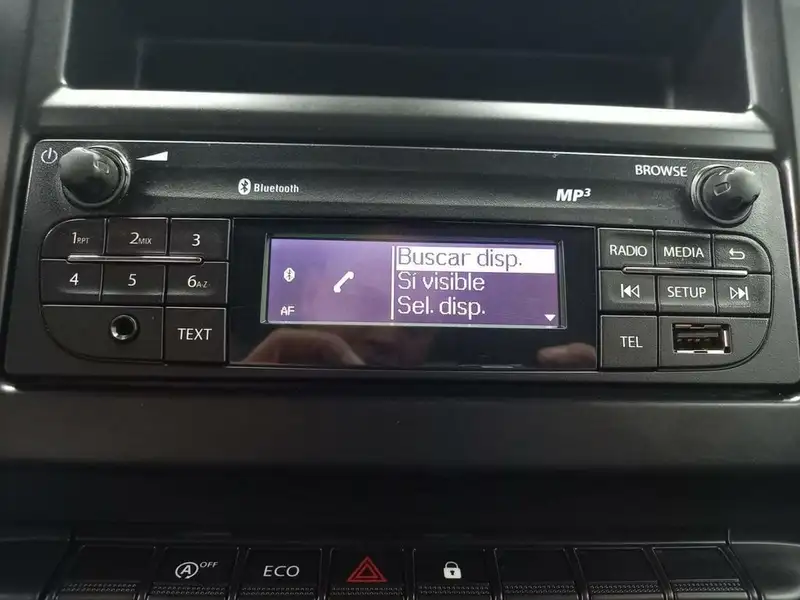 Bluetooth
MP3
BROWSE
1RPT
2MIX
3
4
5
6A-Z
TEXT
AF
Buscar disp.
Sí visible
Sel. disp.
RADIO
MEDIA
SETUP
TEL
OFF
ECO